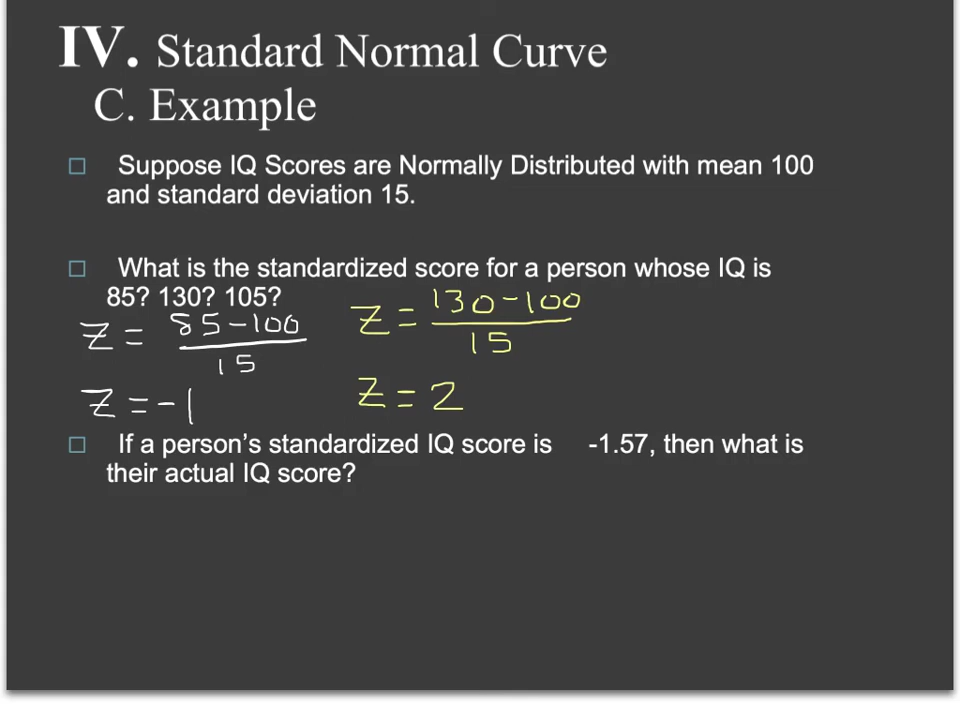 IV. Standard Normal Curve
C. Example
Suppose IQ Scores are Normally Distributed with mean 100
and standard deviation 15.
What is the standardized score for a person whose IQ is
85? 130? 105?
Z = 85-100
15
Z = -1
Z = 130-100
15
Z = 2
If a person's standardized IQ score is -1.57, then what is
their actual IQ score?